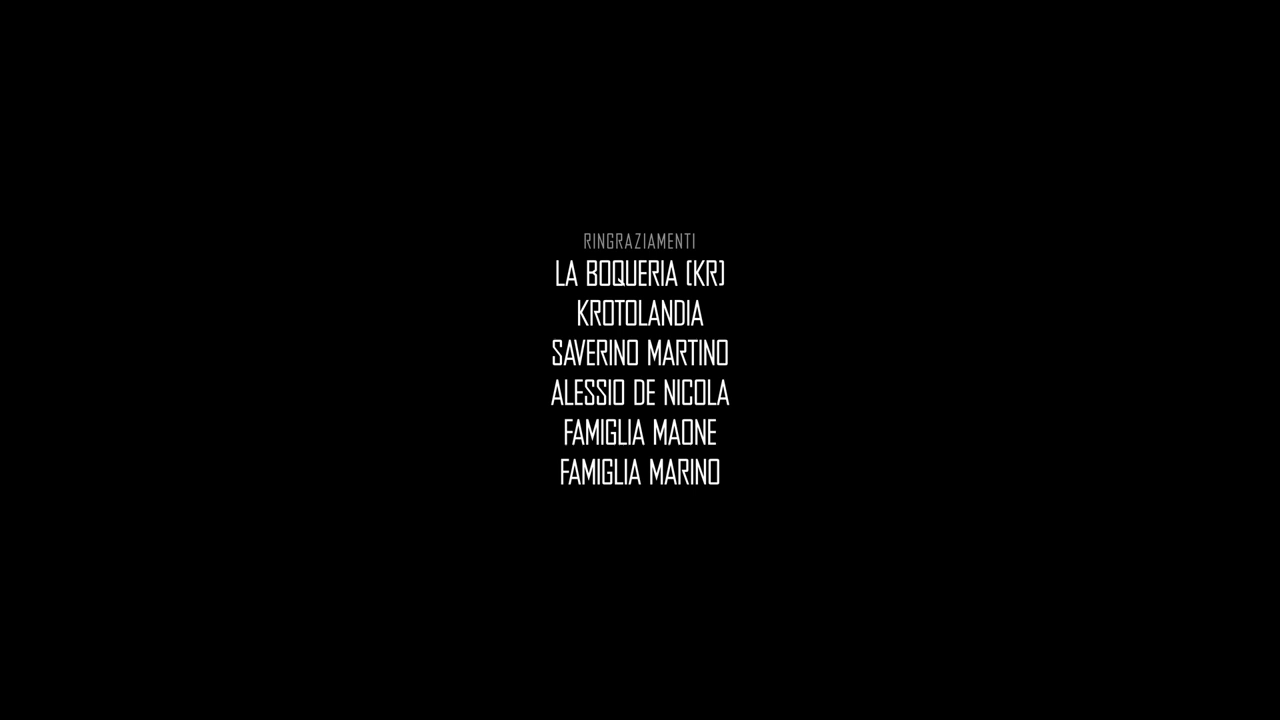 RINGRAZIAMENTI
LA BOQUERIA (KR)
KROTOLANDIA
SAVERINO MARTINO
ALESSIO DE NICOLA
FAMIGLIA MAONE
FAMIGLIA MARINO